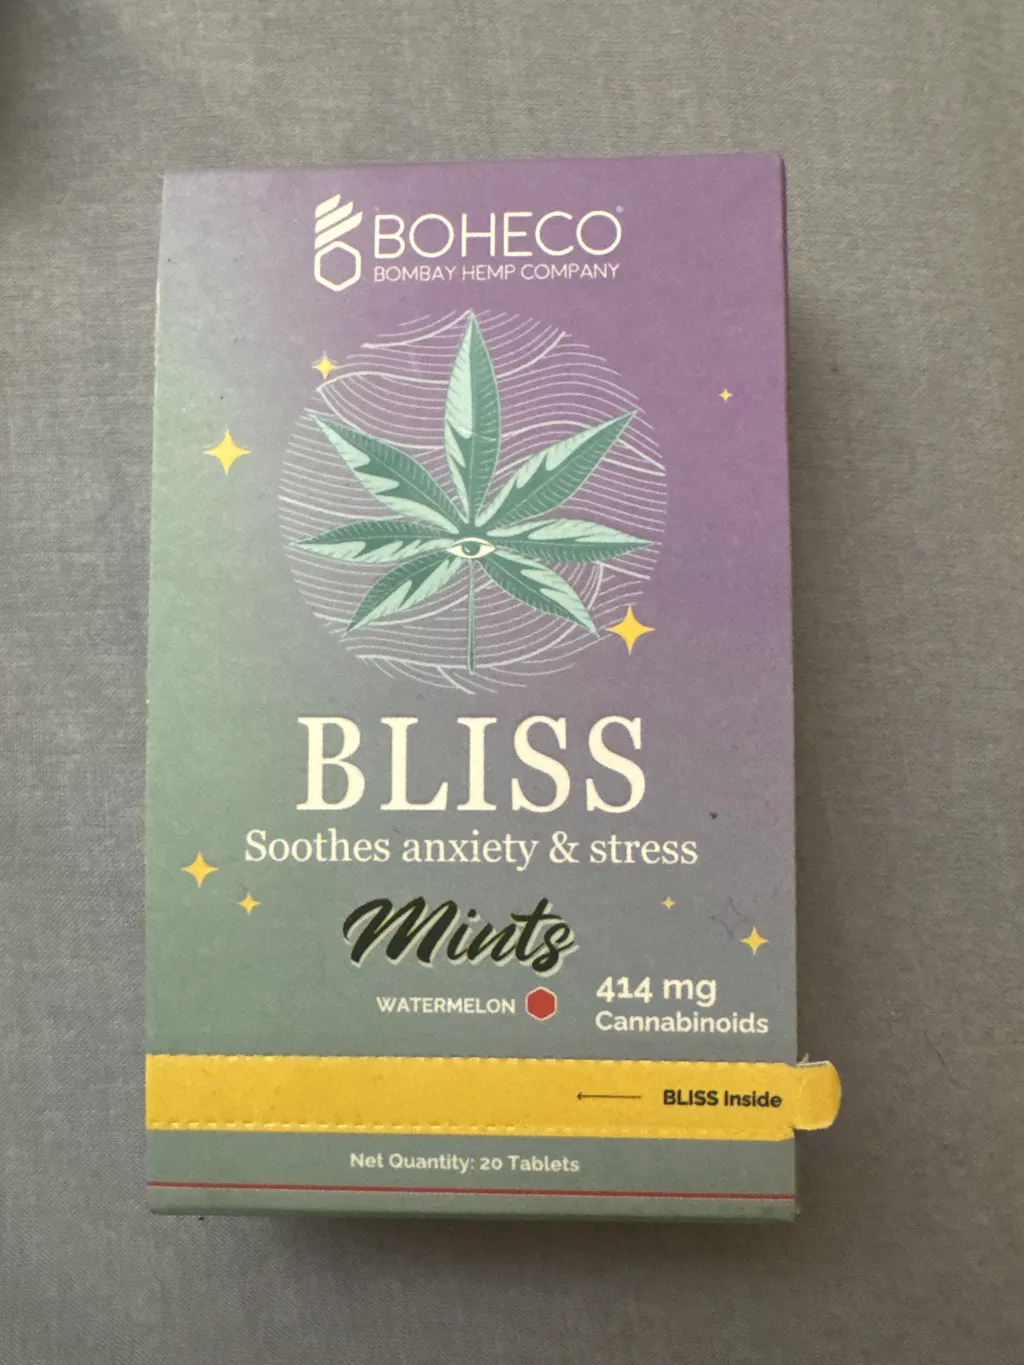 BOHECO®
BOMBAY HEMP COMPANY
BLISS
Soothes anxiety & stress
Mints
WATERMELON
414 mg
Cannabinoids
BLISS Inside
Net Quantity: 20 Tablets